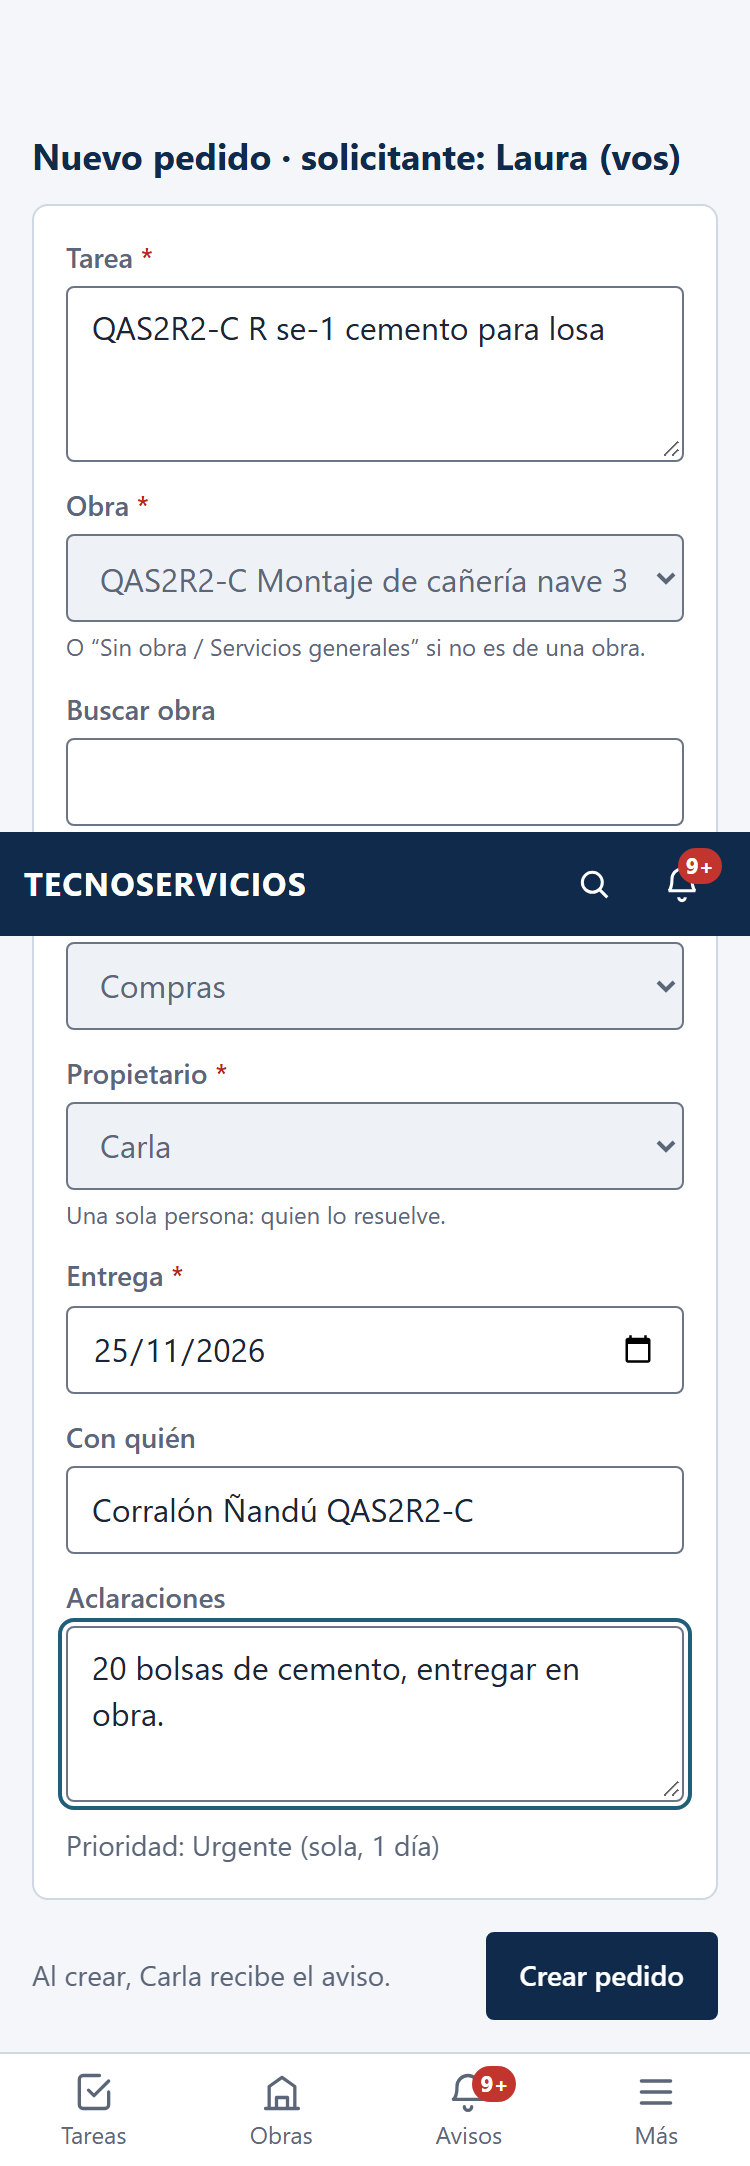 Nuevo pedido · solicitante: Laura (vos)
Tarea *
QAS2R2-C R se-1 cemento para losa
Obra *
QAS2R2-C Montaje de cañería nave 3
O “Sin obra / Servicios generales” si no es de una obra.
Buscar obra
TECNOSERVICIOS
9+
Compras
Propietario *
Carla
Una sola persona: quien lo resuelve.
Entrega *
25/11/2026
Con quién
Corralón Ñandú QAS2R2-C
Aclaraciones
20 bolsas de cemento, entregar en
obra.
Prioridad: Urgente (sola, 1 día)
Al crear, Carla recibe el aviso.
Crear pedido
9+
Tareas
Obras
Avisos
Más